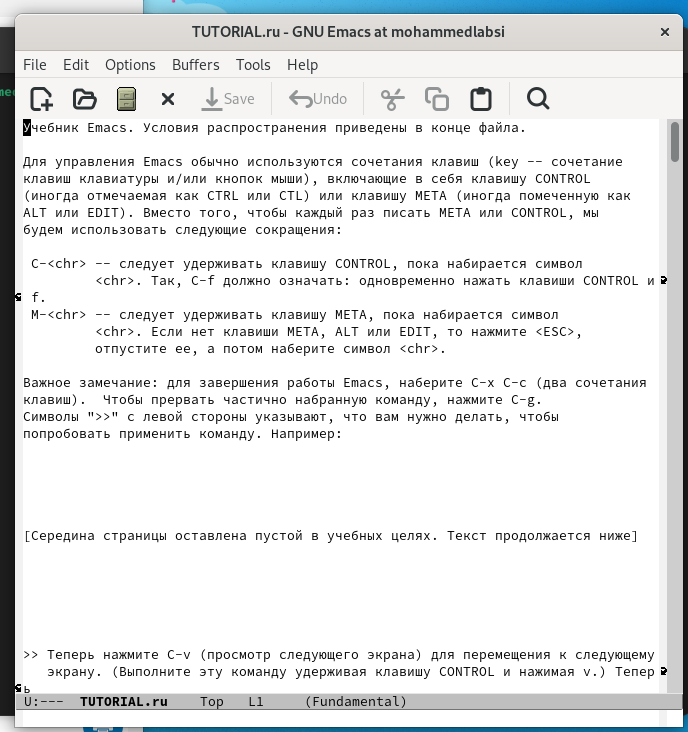 TUTORIAL.ru - GNU Emacs at mohammedlabsi
File Edit Options Buffers Tools Help
Save Undo
Учебник Emacs. Условия распространения приведены в конце файла.
Для управления Emacs обычно используются сочетания клавиш (key -- сочетание
клавиш клавиатуры и/или кнопок мыши), включающие в себя клавишу CONTROL
(иногда отмечаемая как CTRL или CTL) или клавишу META (иногда помеченную как
ALT или EDIT). Вместо того, чтобы каждый раз писать META или CONTROL, мы
будем использовать следующие сокращения:
C-<chr> -- следует удерживать клавишу CONTROL, пока набирается символ
<chr>. Так, C-f должно означать: одновременно нажать клавиши CONTROL и
f.
M-<chr> -- следует удерживать клавишу META, пока набирается символ
<chr>. Если нет клавиши META, ALT или EDIT, то нажмите <ESC>,
отпустите ее, а потом наберите символ <chr>.
Важное замечание: для завершения работы Emacs, наберите C-x C-c (два сочетания
клавиш).  Чтобы прервать частично набранную команду, нажмите C-g.
Символы ">>" с левой стороны указывают, что вам нужно делать, чтобы
попробовать применить команду. Например:
[Середина страницы оставлена пустой в учебных целях. Текст продолжается ниже]
>> Теперь нажмите C-v (просмотр следующего экрана) для перемещения к следующему
экрану. (Выполните эту команду удерживая клавишу CONTROL и нажимая v.) Тепер
ь
U:--- TUTORIAL.ru Top L1 (Fundamental)